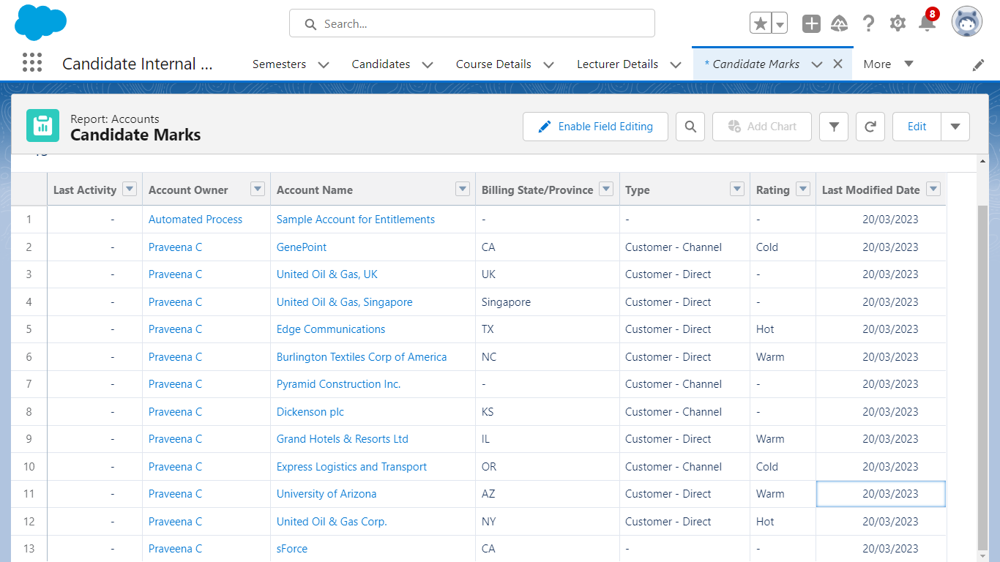 Search...
8
Candidate Internal ...
Semesters
Candidates
Course Details
Lecturer Details
* Candidate Marks
More
Report: Accounts
Candidate Marks
Enable Field Editing
Add Chart
Edit
Last Activity Account Owner Account Name Billing State/Province Type Rating Last Modified Date
1 - Automated Process Sample Account for Entitlements - - - 20/03/2023
2 - Praveena C GenePoint CA Customer - Channel Cold 20/03/2023
3 - Praveena C United Oil & Gas, UK UK Customer - Direct - 20/03/2023
4 - Praveena C United Oil & Gas, Singapore Singapore Customer - Direct - 20/03/2023
5 - Praveena C Edge Communications TX Customer - Direct Hot 20/03/2023
6 - Praveena C Burlington Textiles Corp of America NC Customer - Direct Warm 20/03/2023
7 - Praveena C Pyramid Construction Inc. - Customer - Channel - 20/03/2023
8 - Praveena C Dickenson plc KS Customer - Channel - 20/03/2023
9 - Praveena C Grand Hotels & Resorts Ltd IL Customer - Direct Warm 20/03/2023
10 - Praveena C Express Logistics and Transport OR Customer - Channel Cold 20/03/2023
11 - Praveena C University of Arizona AZ Customer - Direct Warm 20/03/2023
12 - Praveena C United Oil & Gas Corp. NY Customer - Direct Hot 20/03/2023
13 - Praveena C sForce CA - - 20/03/2023